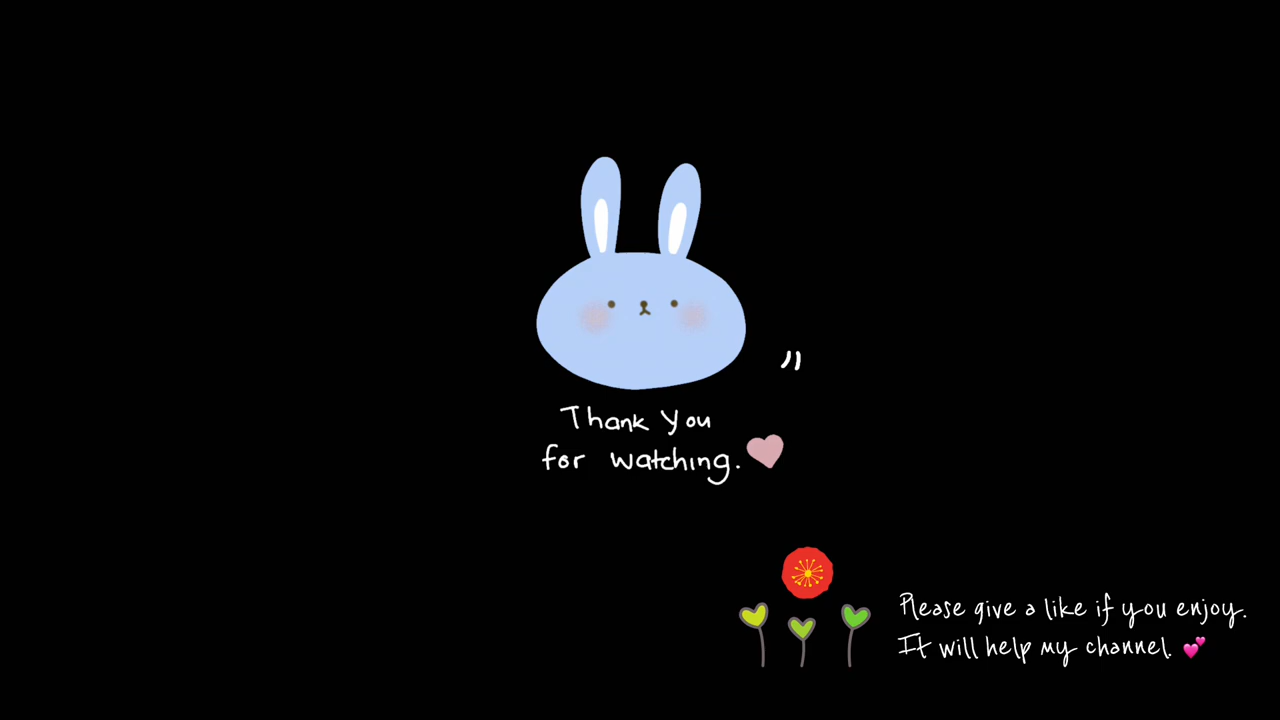 Thank you
for watching.
Please give a like if you enjoy.
It will help my channel. 💕